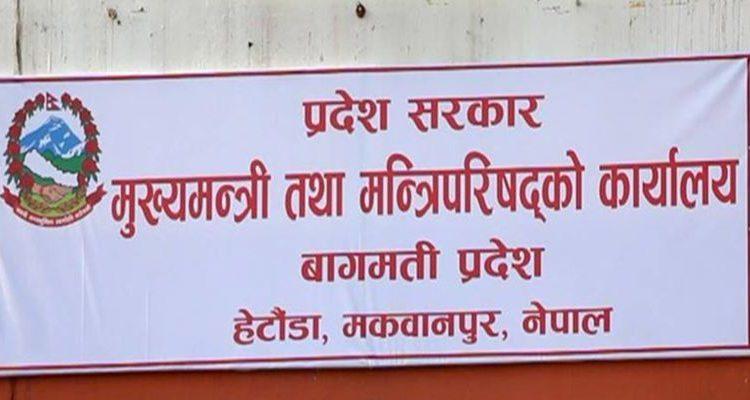 प्रदेश सरकार
मुख्यमन्त्री तथा मन्त्रिपरिषद्को कार्यालय
बागमती प्रदेश
हेटौंडा, मकवानपुर, नेपाल